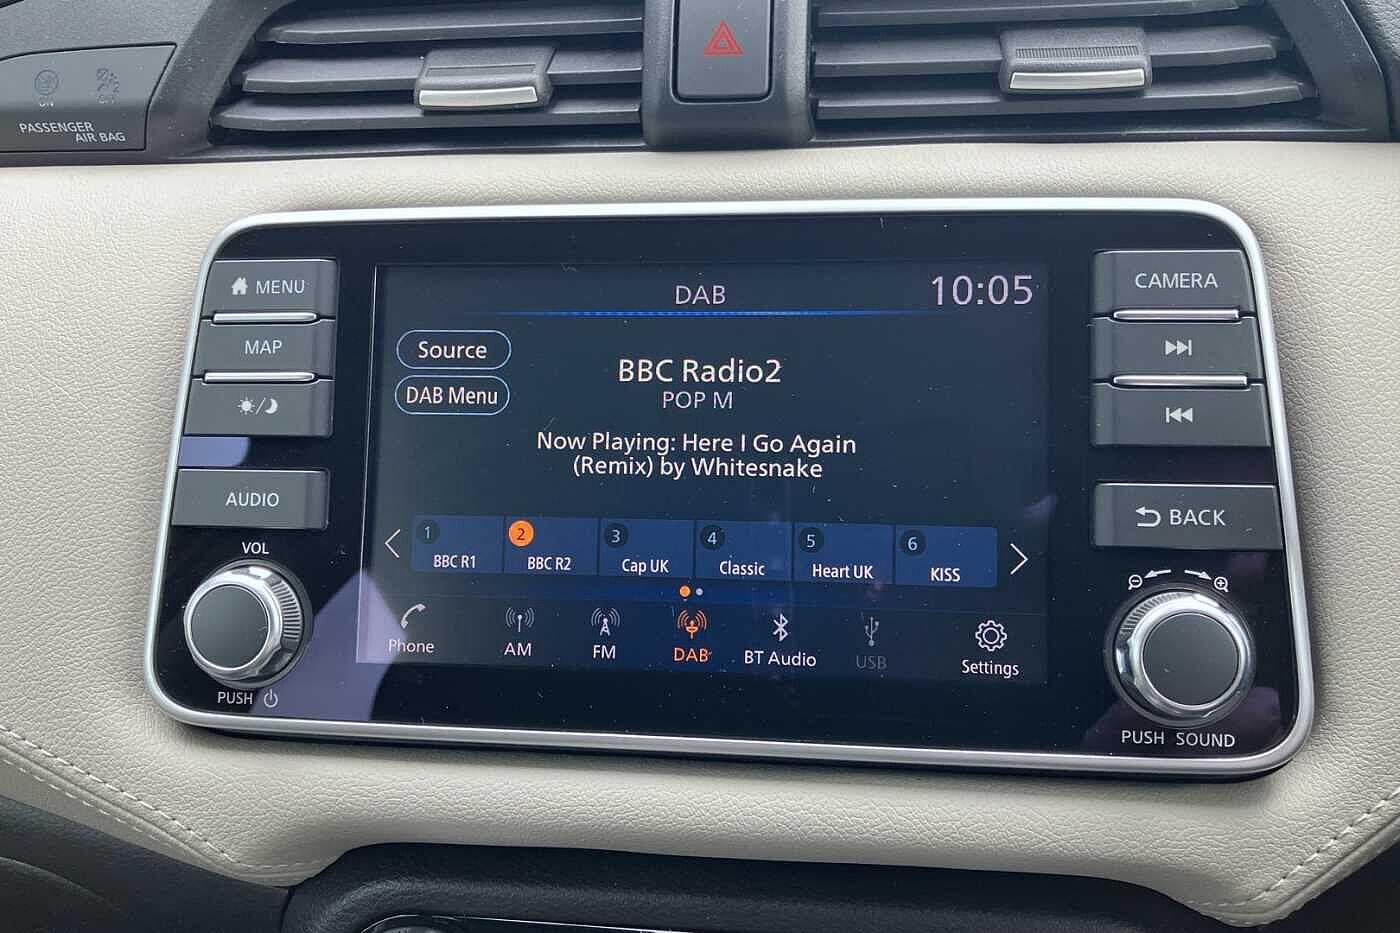 ON OFF
PASSENGER
AIR BAG
MENU
MAP
AUDIO
VOL
PUSH
DAB
10:05
Source
DAB Menu
BBC Radio2
POP M
Now Playing: Here I Go Again
(Remix) by Whitesnake
1 2 3 4 5 6
BBC R1 BBC R2 Cap UK Classic Heart UK KISS
Phone AM FM DAB BT Audio USB Settings
CAMERA
BACK
PUSH SOUND